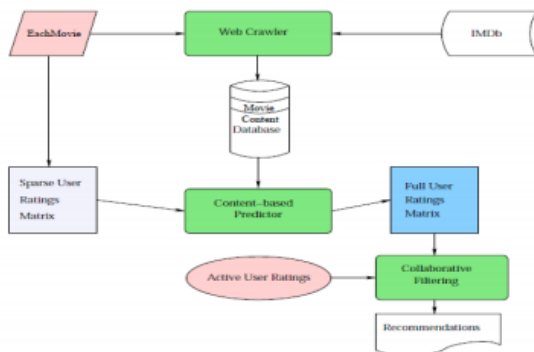 EachMovie
Web Crawler
IMDb
Movie
Content
Database
Sparse User
Ratings
Matrix
Content-based
Predictor
Full User
Ratings
Matrix
Active User Ratings
Collaborative
Filtering
Recommendations